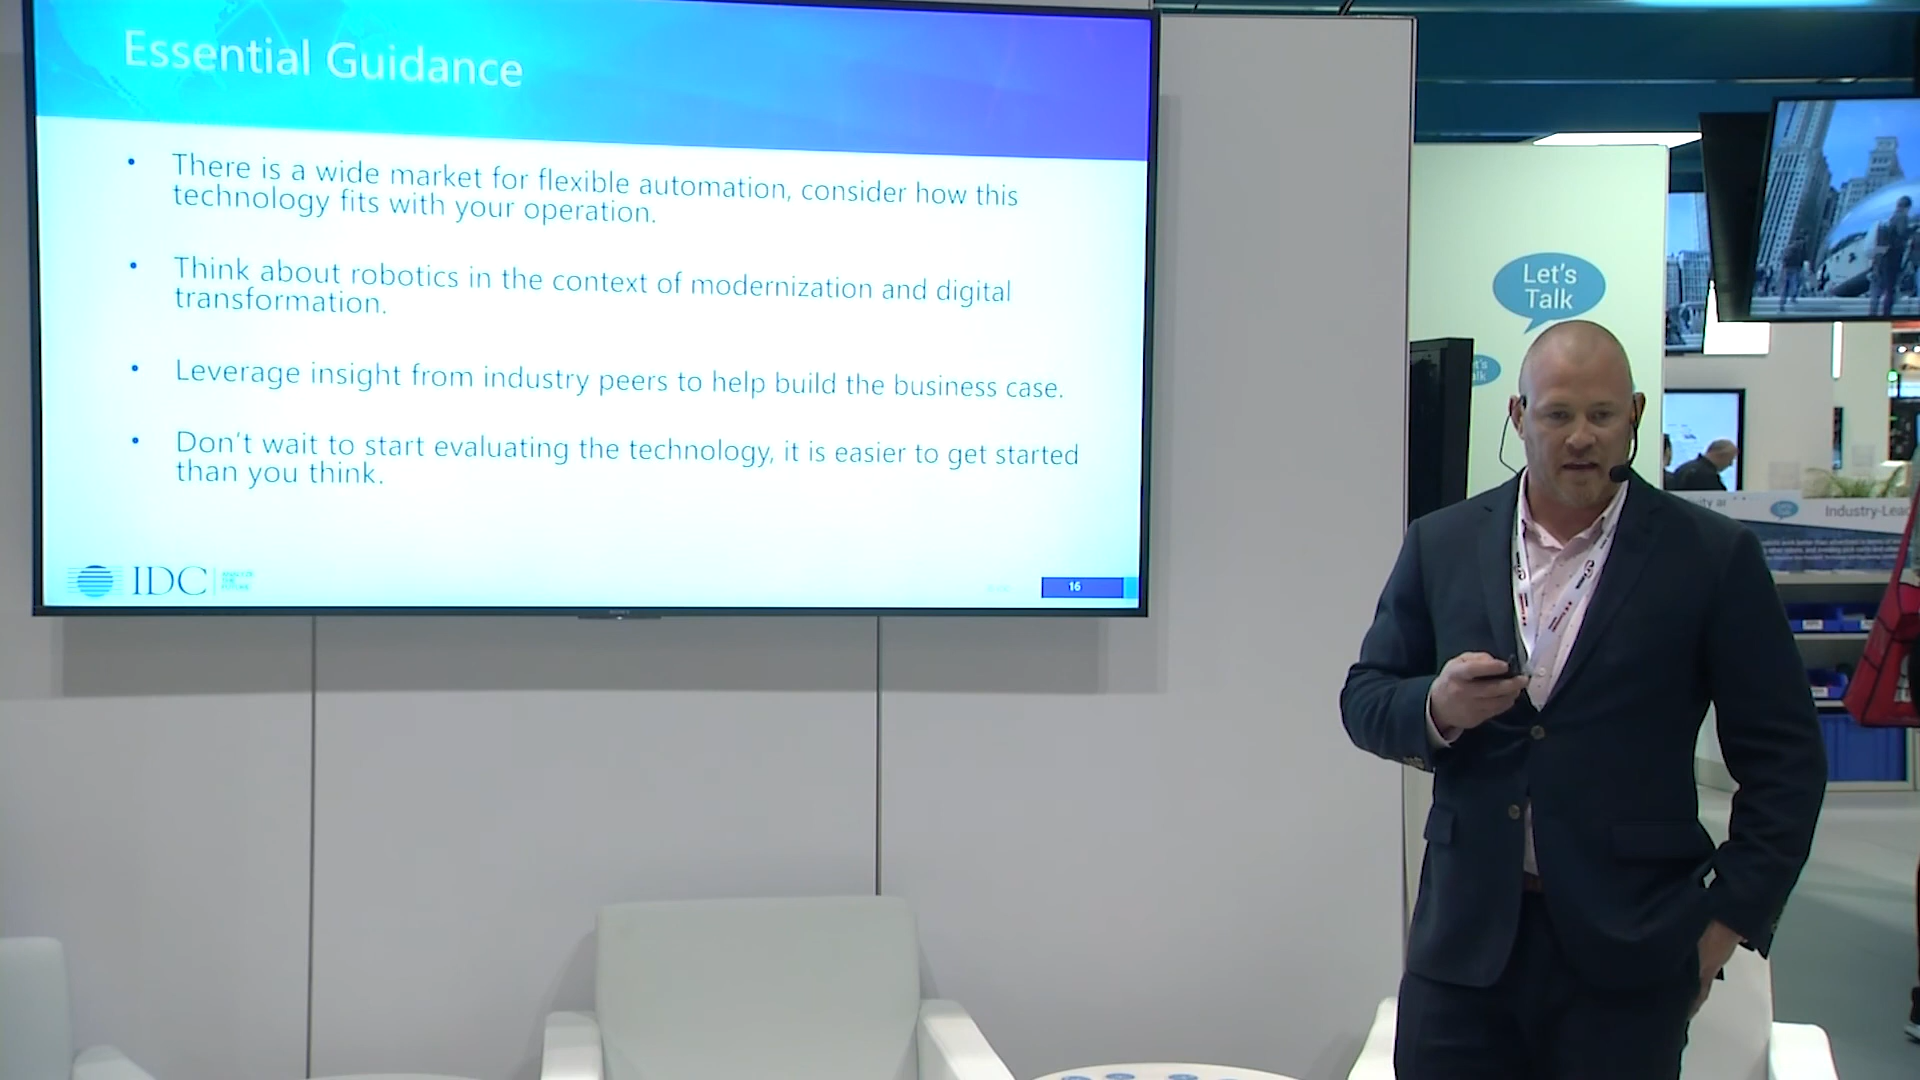 Essential Guidance
• There is a wide market for flexible automation, consider how this
technology fits with your operation.
• Think about robotics in the context of modernization and digital
transformation.
• Leverage insight from industry peers to help build the business case.
• Don't wait to start evaluating the technology, it is easier to get started
than you think.
IDC
16
Let's
Talk
Industry-Lea